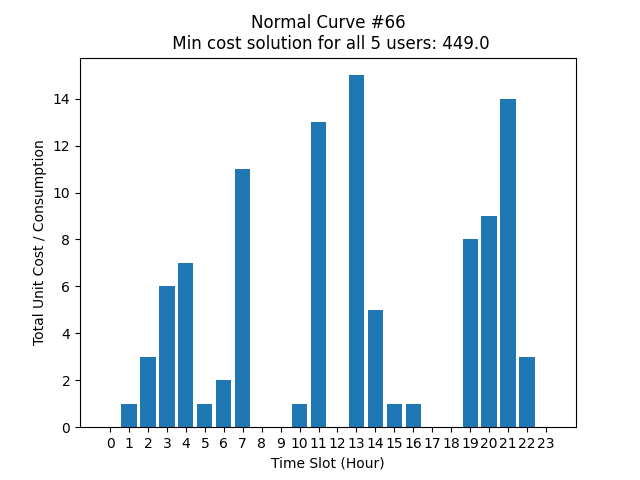 Normal Curve #66
Min cost solution for all 5 users: 449.0
Total Unit Cost / Consumption
14
12
10
8
6
4
2
0
0 1 2 3 4 5 6 7 8 9 10 11 12 13 14 15 16 17 18 19 20 21 22 23
Time Slot (Hour)